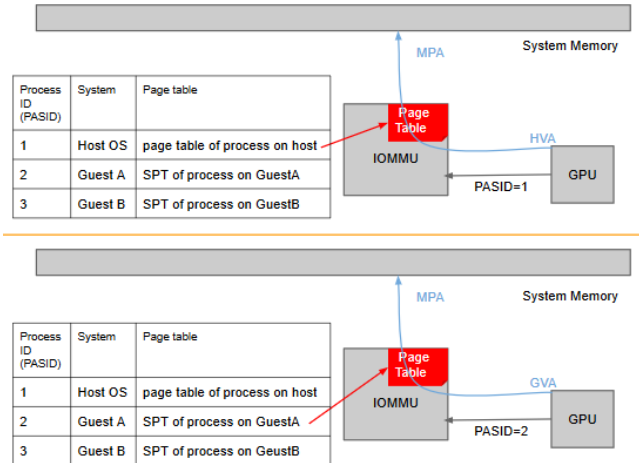 System Memory
MPA
Process ID (PASID) System Page table
1 Host OS page table of process on host
2 Guest A SPT of process on GuestA
3 Guest B SPT of process on GuestB
Page
Table
IOMMU
HVA
GPU
PASID=1
System Memory
MPA
Process ID (PASID) System Page table
1 Host OS page table of process on host
2 Guest A SPT of process on GuestA
3 Guest B SPT of process on GeustB
Page
Table
IOMMU
GVA
GPU
PASID=2